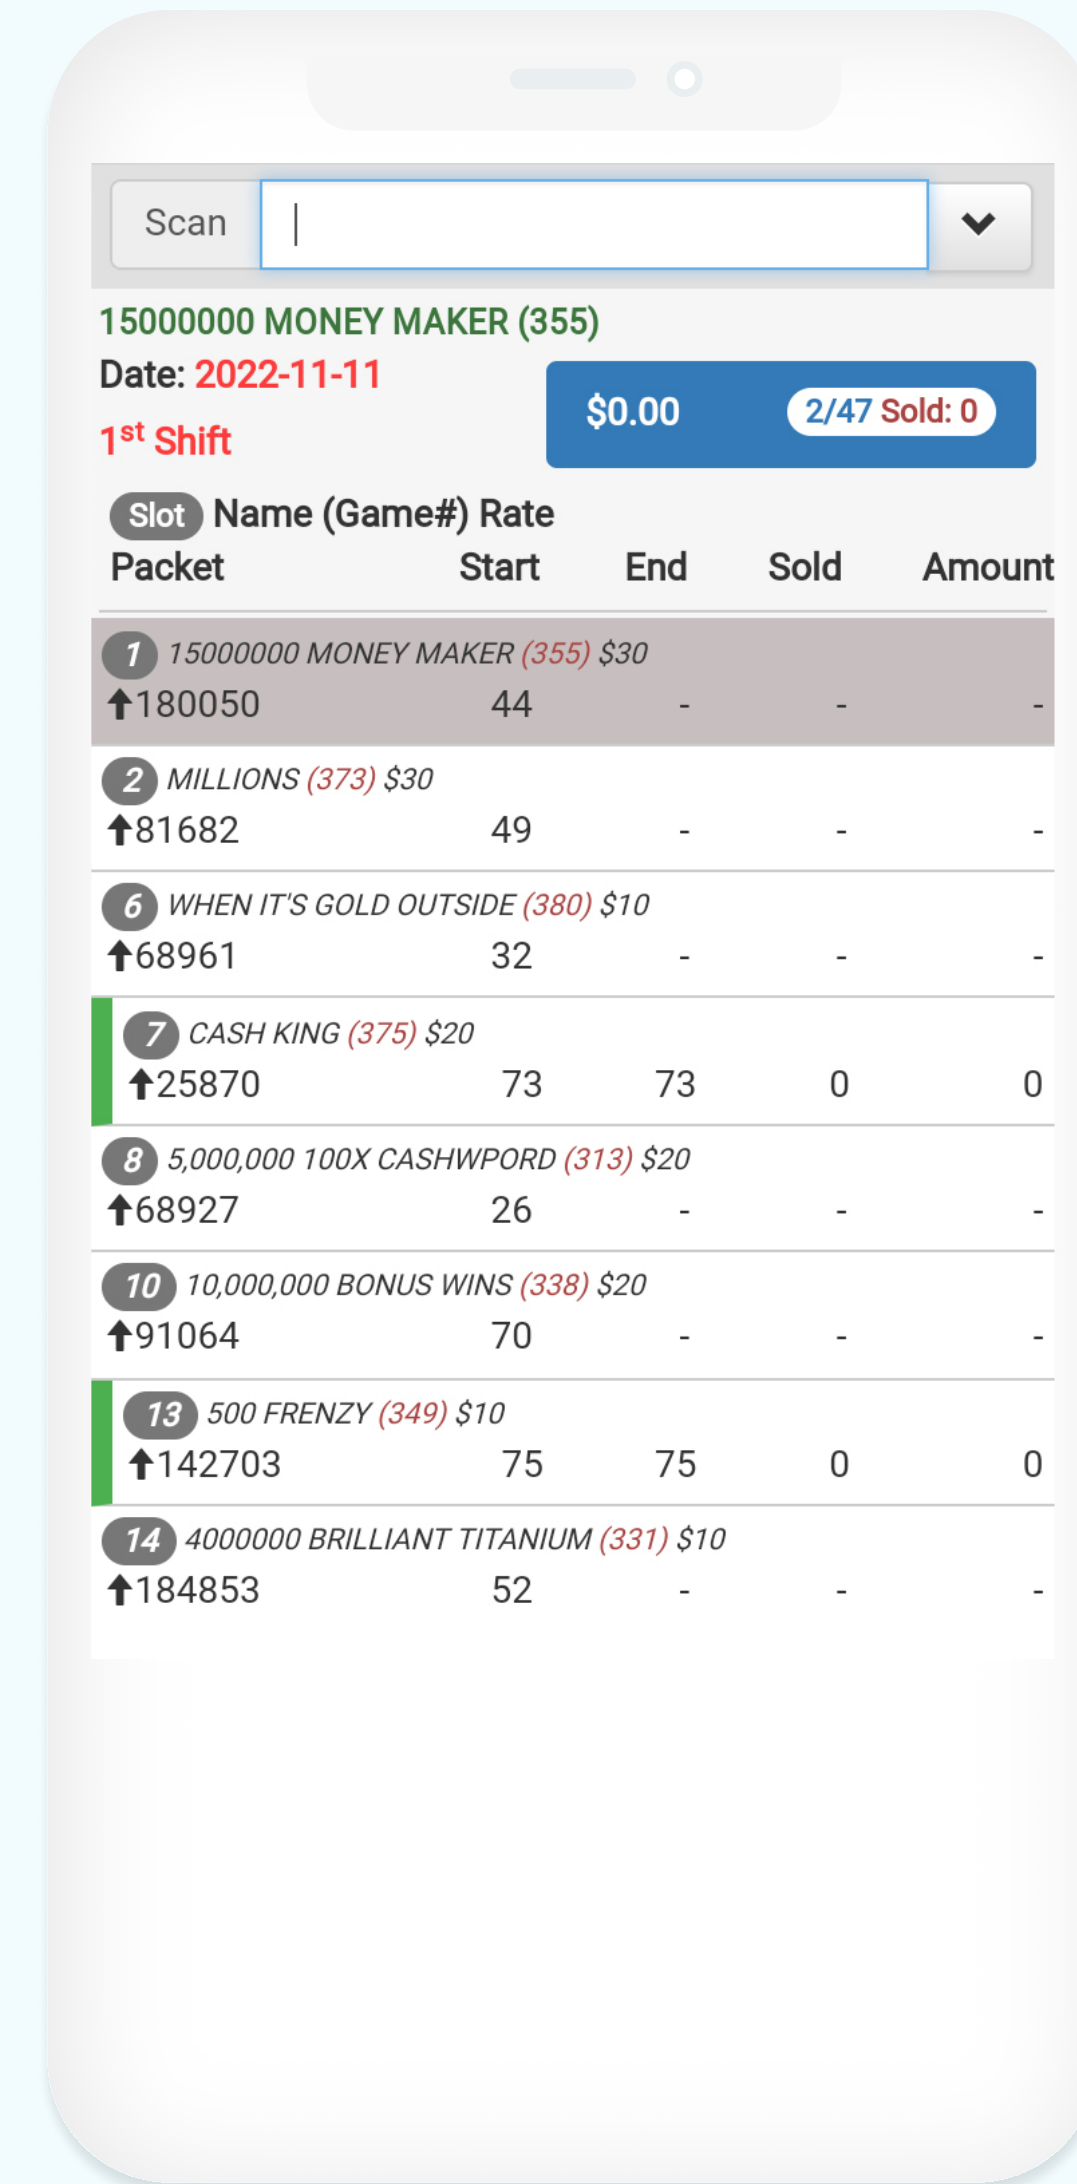 Scan
15000000 MONEY MAKER (355)
Date: 2022-11-11
$0.00 2/47 Sold: 0
1st Shift
Slot Name (Game#) Rate
Packet Start End Sold Amount
1 15000000 MONEY MAKER (355) $30
180050 44 - - -
2 MILLIONS (373) $30
81682 49 - - -
6 WHEN IT'S GOLD OUTSIDE (380) $10
68961 32 - - -
7 CASH KING (375) $20
25870 73 73 0 0
8 5,000,000 100X CASHWPORD (313) $20
68927 26 - - -
10 10,000,000 BONUS WINS (338) $20
91064 70 - - -
13 500 FRENZY (349) $10
142703 75 75 0 0
14 4000000 BRILLIANT TITANIUM (331) $10
184853 52 - - -